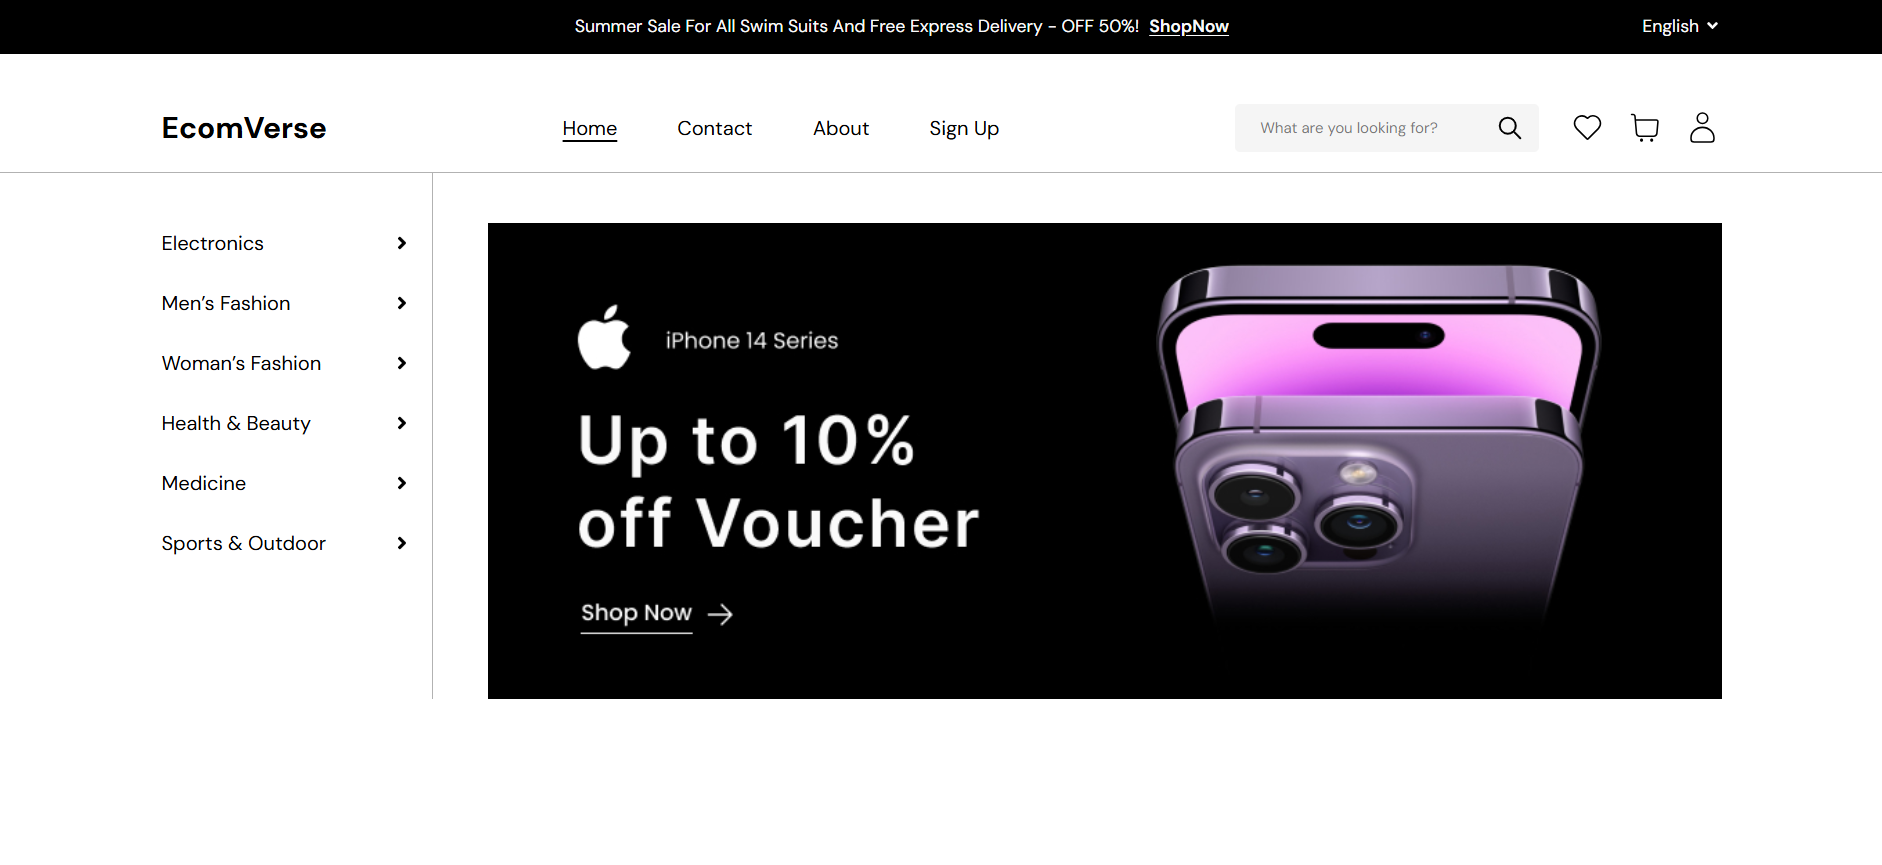 Summer Sale For All Swim Suits And Free Express Delivery - OFF 50%! ShopNow
English
EcomVerse
Home
Contact
About
Sign Up
What are you looking for?
Electronics
Men’s Fashion
Woman’s Fashion
Health & Beauty
Medicine
Sports & Outdoor
iPhone 14 Series
Up to 10%
off Voucher
Shop Now